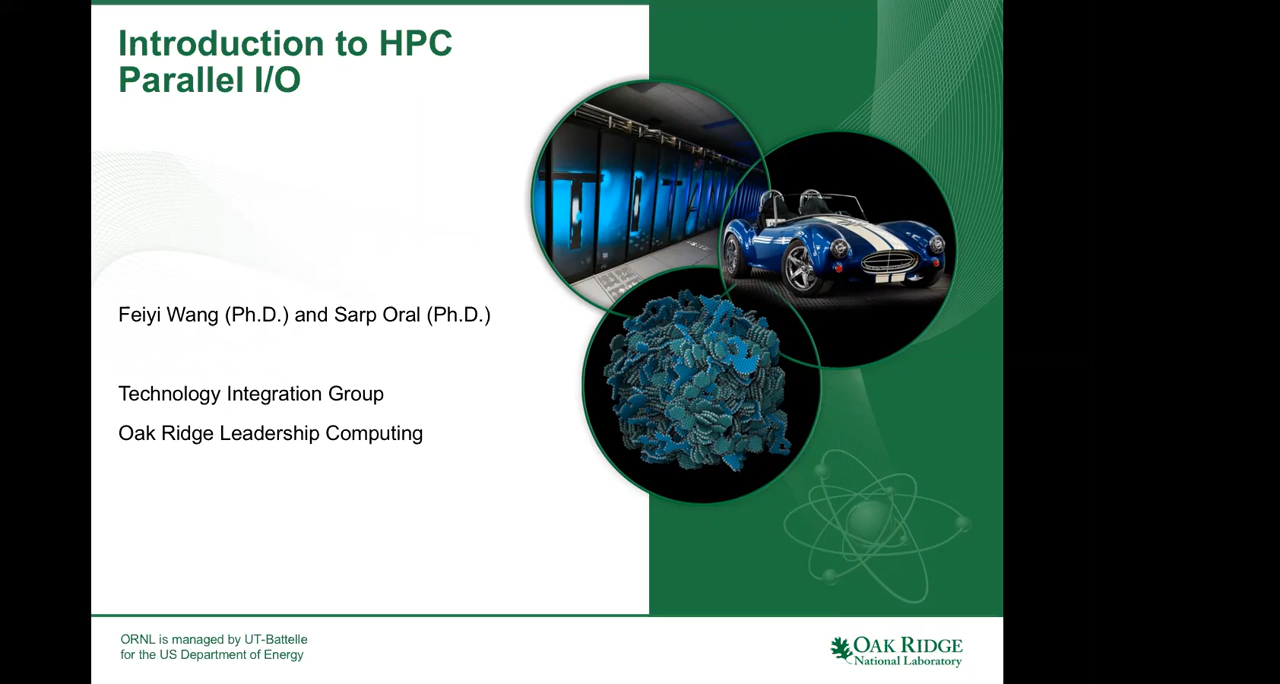 Introduction to HPC
Parallel I/O
TITAN
Feiyi Wang (Ph.D.) and Sarp Oral (Ph.D.)
Technology Integration Group
Oak Ridge Leadership Computing
ORNL is managed by UT-Battelle
for the US Department of Energy
OAK RIDGE
National Laboratory